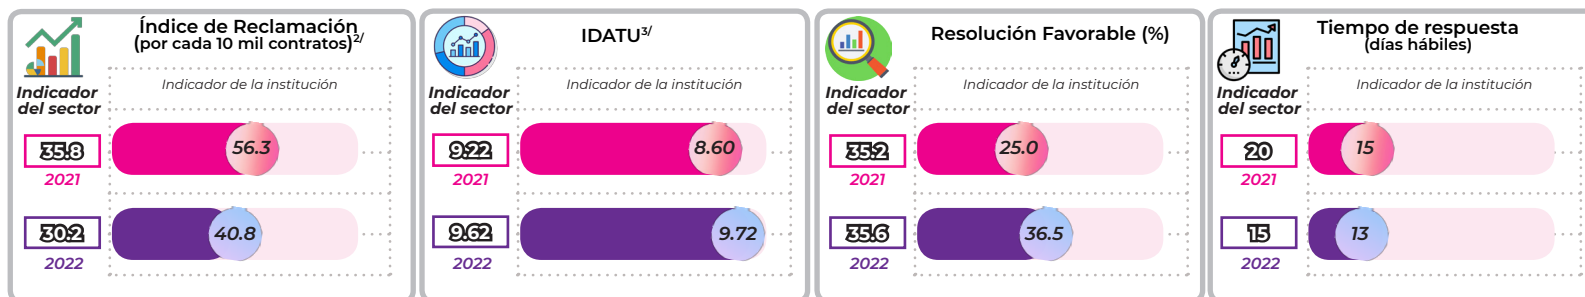 Índice de Reclamación
(por cada 10 mil contratos)2/
Indicador de la institución
Indicador
del sector
35.8
56.3
2021
30.2
40.8
2022
IDATU3/
Indicador de la institución
Indicador
del sector
9.22
8.60
2021
9.62
9.72
2022
Resolución Favorable (%)
Indicador de la institución
Indicador
del sector
35.2
25.0
2021
35.6
36.5
2022
Tiempo de respuesta
(días hábiles)
Indicador de la institución
Indicador
del sector
20
15
2021
15
13
2022